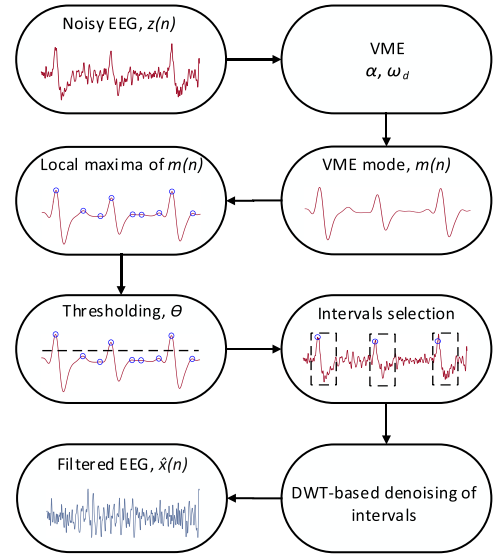 Noisy EEG, z(n)
VME
α, ω_d
Local maxima of m(n)
VME mode, m(n)
Thresholding, Θ
Intervals selection
Filtered EEG, x̂(n)
DWT-based denoising of
intervals